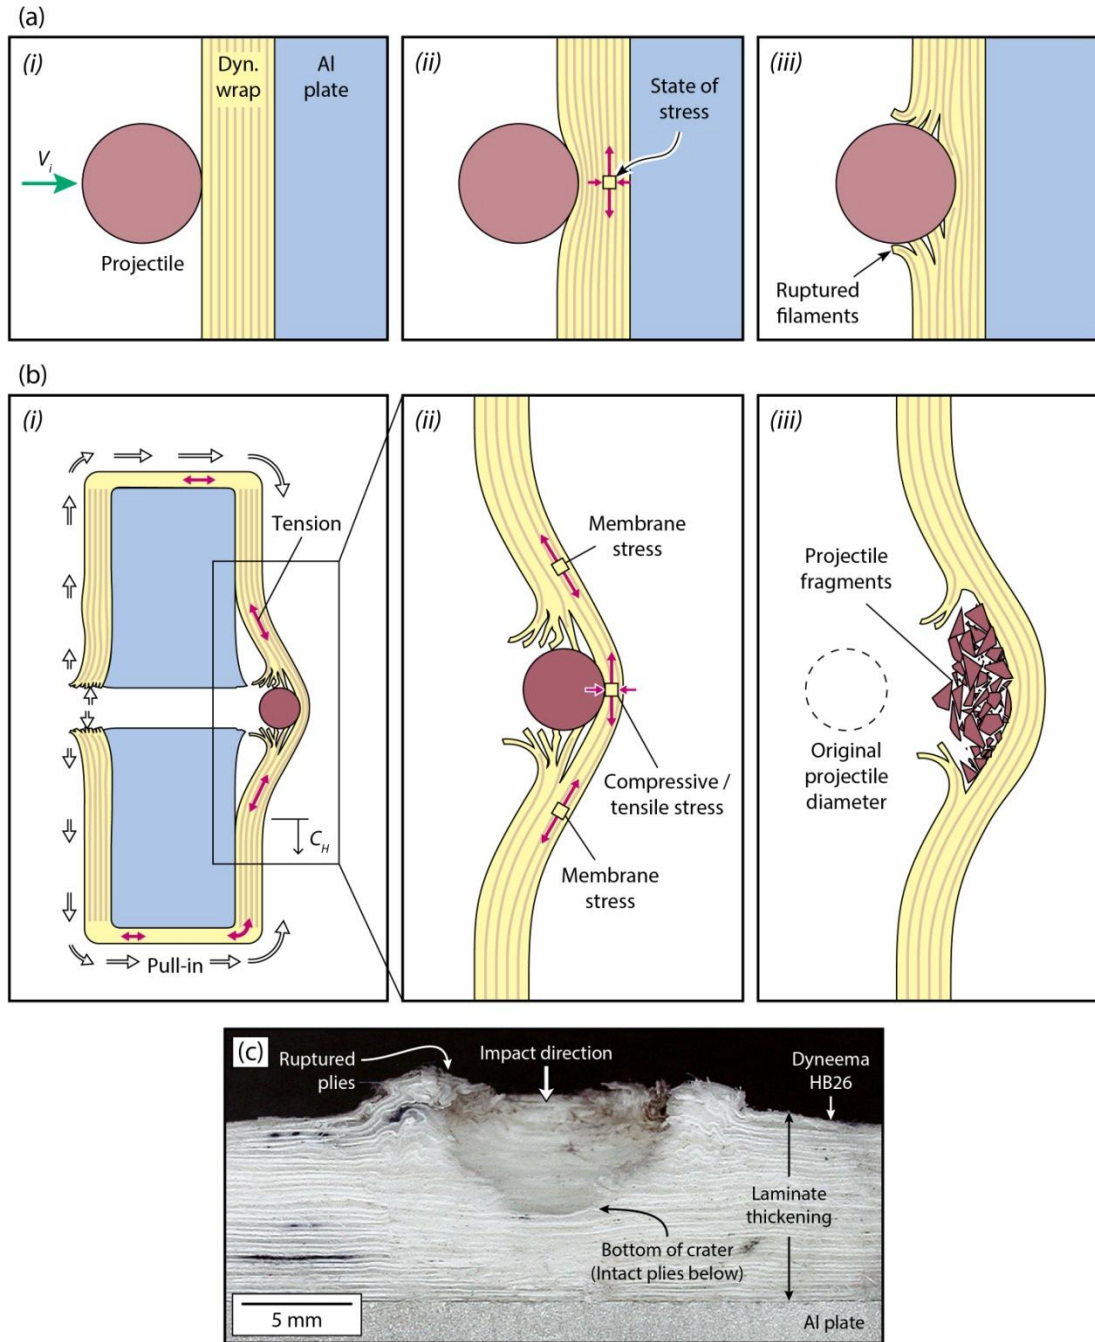 (a)
(i)
Dyn.
wrap
Al
plate
Vi
Projectile
(ii)
State of
stress
(iii)
Ruptured
filaments
(b)
(i)
Tension
CH
Pull-in
(ii)
Membrane
stress
Compressive /
tensile stress
Membrane
stress
(iii)
Projectile
fragments
Original
projectile
diameter
(c)
Ruptured
plies
Impact direction
Dyneema
HB26
Laminate
thickening
Bottom of crater
(Intact plies below)
5 mm
Al plate